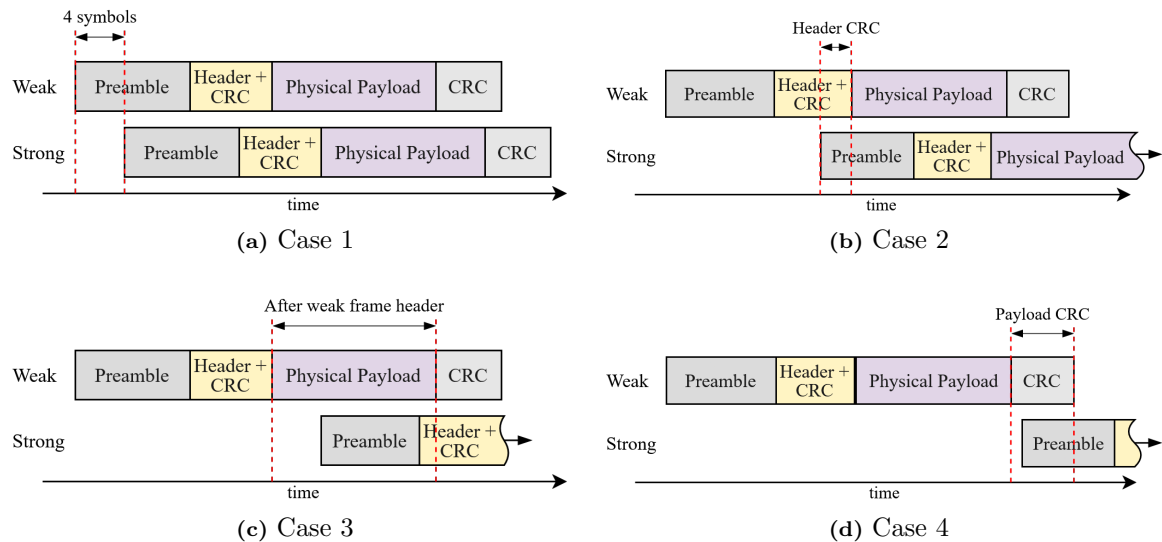 4 symbols
Weak
Preamble
Header +
CRC
Physical Payload
CRC
Strong
Preamble
Header +
CRC
Physical Payload
CRC
time
(a) Case 1
Header CRC
Weak
Preamble
Header +
CRC
Physical Payload
CRC
Strong
Preamble
Header +
CRC
Physical Payload
time
(b) Case 2
After weak frame header
Weak
Preamble
Header +
CRC
Physical Payload
CRC
Strong
Preamble
Header +
CRC
time
(c) Case 3
Payload CRC
Weak
Preamble
Header +
CRC
Physical Payload
CRC
Strong
Preamble
time
(d) Case 4